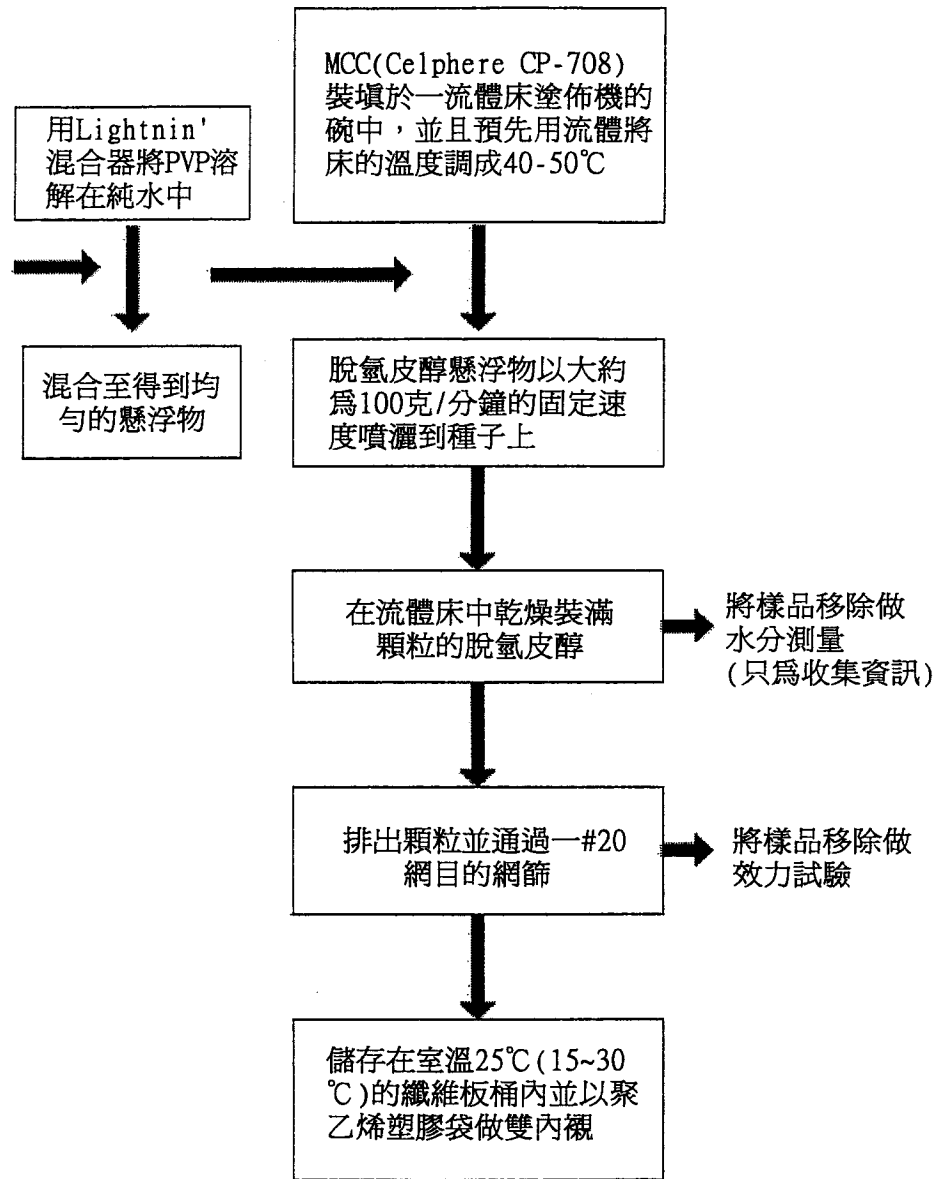 用Lightnin'
混合器將PVP溶
解在純水中
MCC(Celphere CP-708)
裝塡於一流體床塗佈機的
碗中，並且預先用流體將
床的溫度調成40-50℃
混合至得到均
勻的懸浮物
脫氫皮醇懸浮物以大約
爲100克/分鐘的固定速
度噴灑到種子上
在流體床中乾燥裝滿
顆粒的脫氫皮醇
將樣品移除做
水分測量
(只爲收集資訊)
排出顆粒並通過一#20
網目的網篩
將樣品移除做
效力試驗
儲存在室溫25℃(15~30
℃)的纖維板桶內並以聚
乙烯塑膠袋做雙內襯